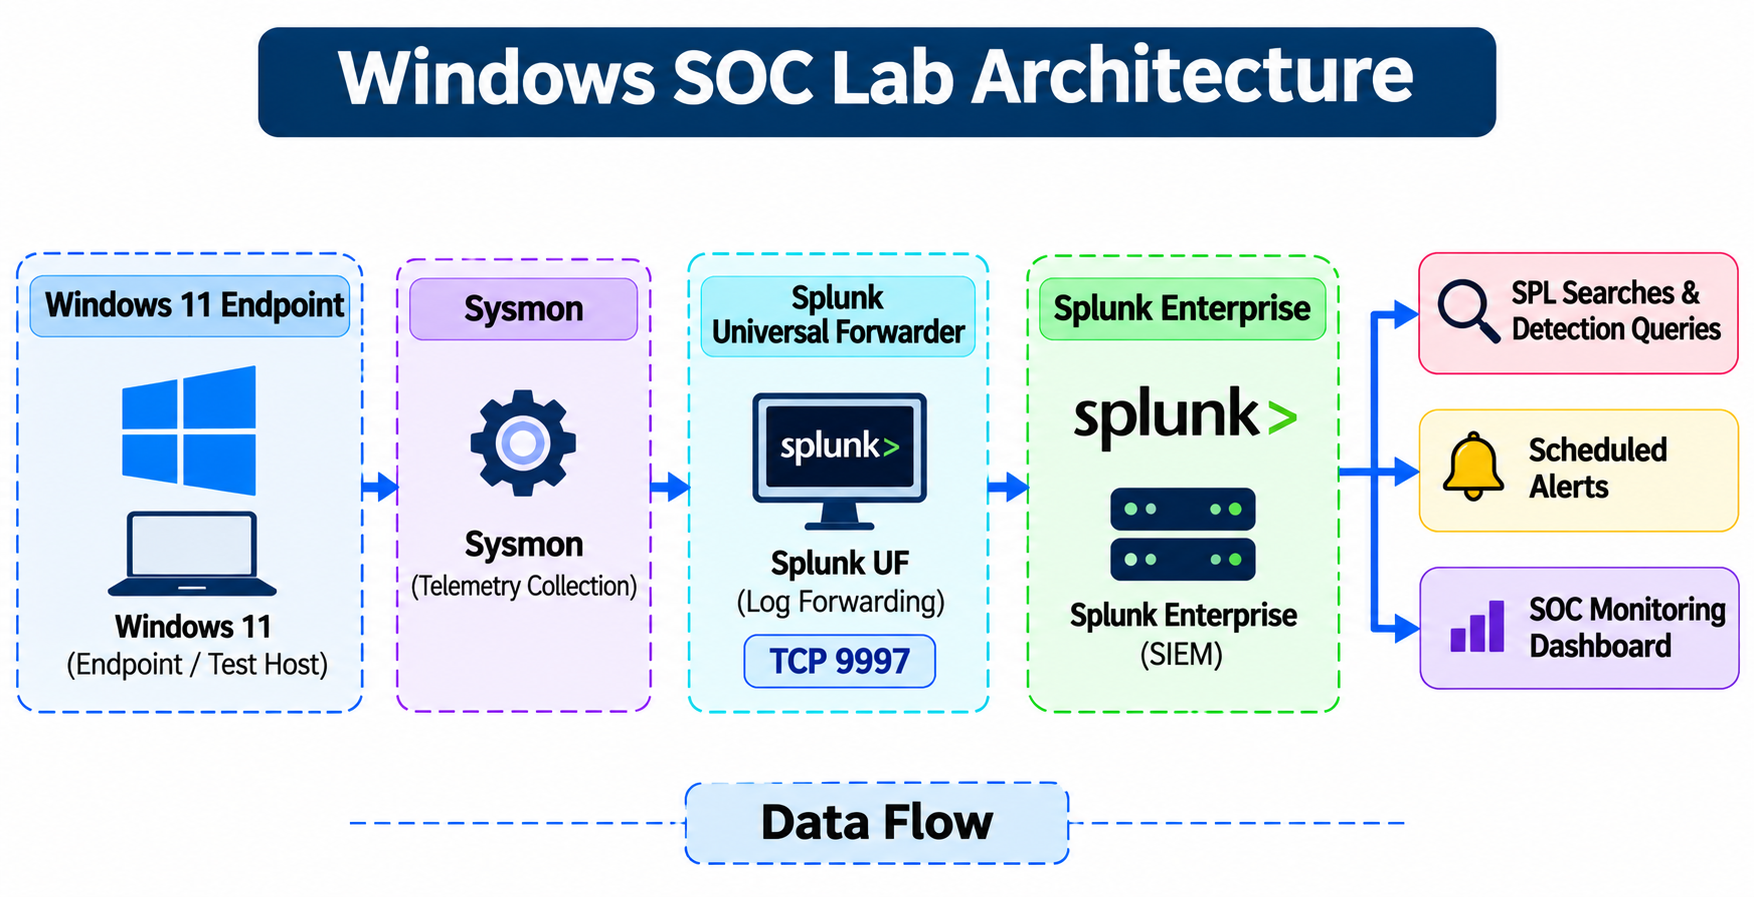 Windows SOC Lab Architecture
Windows 11 Endpoint
Windows 11
(Endpoint / Test Host)
Sysmon
Sysmon
(Telemetry Collection)
Splunk
Universal Forwarder
splunk>
Splunk UF
(Log Forwarding)
TCP 9997
Splunk Enterprise
splunk>
Splunk Enterprise
(SIEM)
SPL Searches &
Detection Queries
Scheduled
Alerts
SOC Monitoring
Dashboard
Data Flow